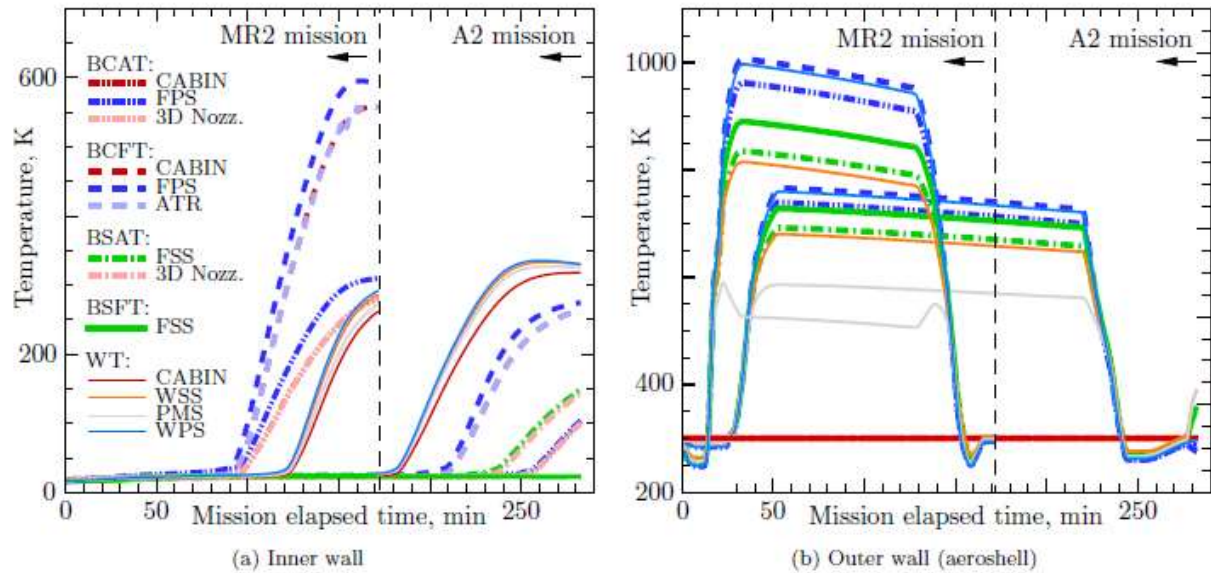 MR2 mission
A2 mission
BCAT:
CABIN
FPS
3D Nozz.
BCFT:
CABIN
FPS
ATR
BSAT:
FSS
3D Nozz.
BSFT:
FSS
WT:
CABIN
WSS
PMS
WPS
600
200
0
Temperature, K
0
50
250
Mission elapsed time, min
(a) Inner wall
MR2 mission
A2 mission
1000
400
200
Temperature, K
0
50
250
Mission elapsed time, min
(b) Outer wall (aeroshell)